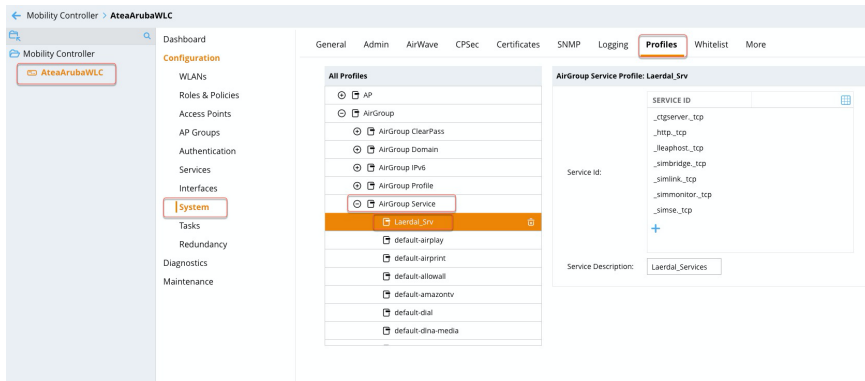 Mobility Controller > AteaArubaWLC
Mobility Controller
AteaArubaWLC
Dashboard
Configuration
WLANs
Roles & Policies
Access Points
AP Groups
Authentication
Services
Interfaces
System
Tasks
Redundancy
Diagnostics
Maintenance
General Admin AirWave CPSec Certificates SNMP Logging Profiles Whitelist More
All Profiles
AP
AirGroup
AirGroup ClearPass
AirGroup Domain
AirGroup IPv6
AirGroup Profile
AirGroup Service
Laerdal_Srv
default-airplay
default-airprint
default-allowall
default-amazontv
default-dial
default-dlna-media
AirGroup Service Profile: Laerdal_Srv
SERVICE ID
_ctgserver._tcp
_http._tcp
_lleaphost._tcp
_simbridge._tcp
Service Id:
_simlink._tcp
_simmonitor._tcp
_simse._tcp
Service Description: Laerdal_Services